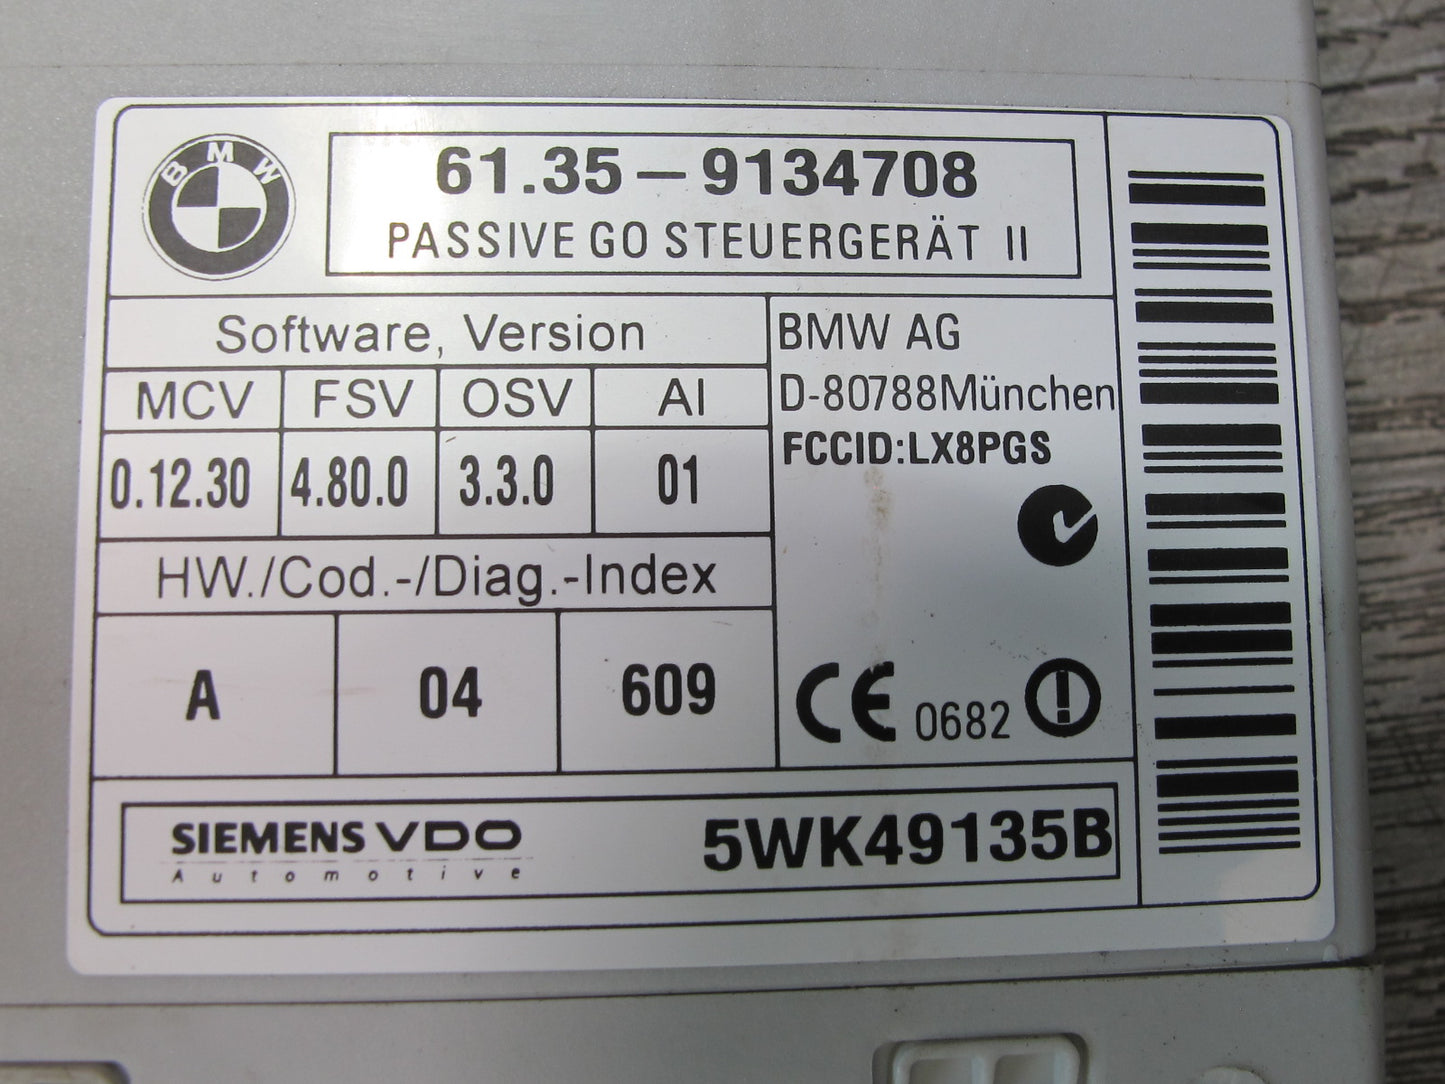 BMW
61.35-9134708
PASSIVE GO STEUERGERÄT II
Software, Version
MCV FSV OSV AI
0.12.30 4.80.0 3.3.0 01
HW./Cod.-/Diag.-Index
A 04 609
BMW AG
D-80788München
FCCID:LX8PGS
CE 0682
SIEMENS VDO
Automotive
5WK49135B